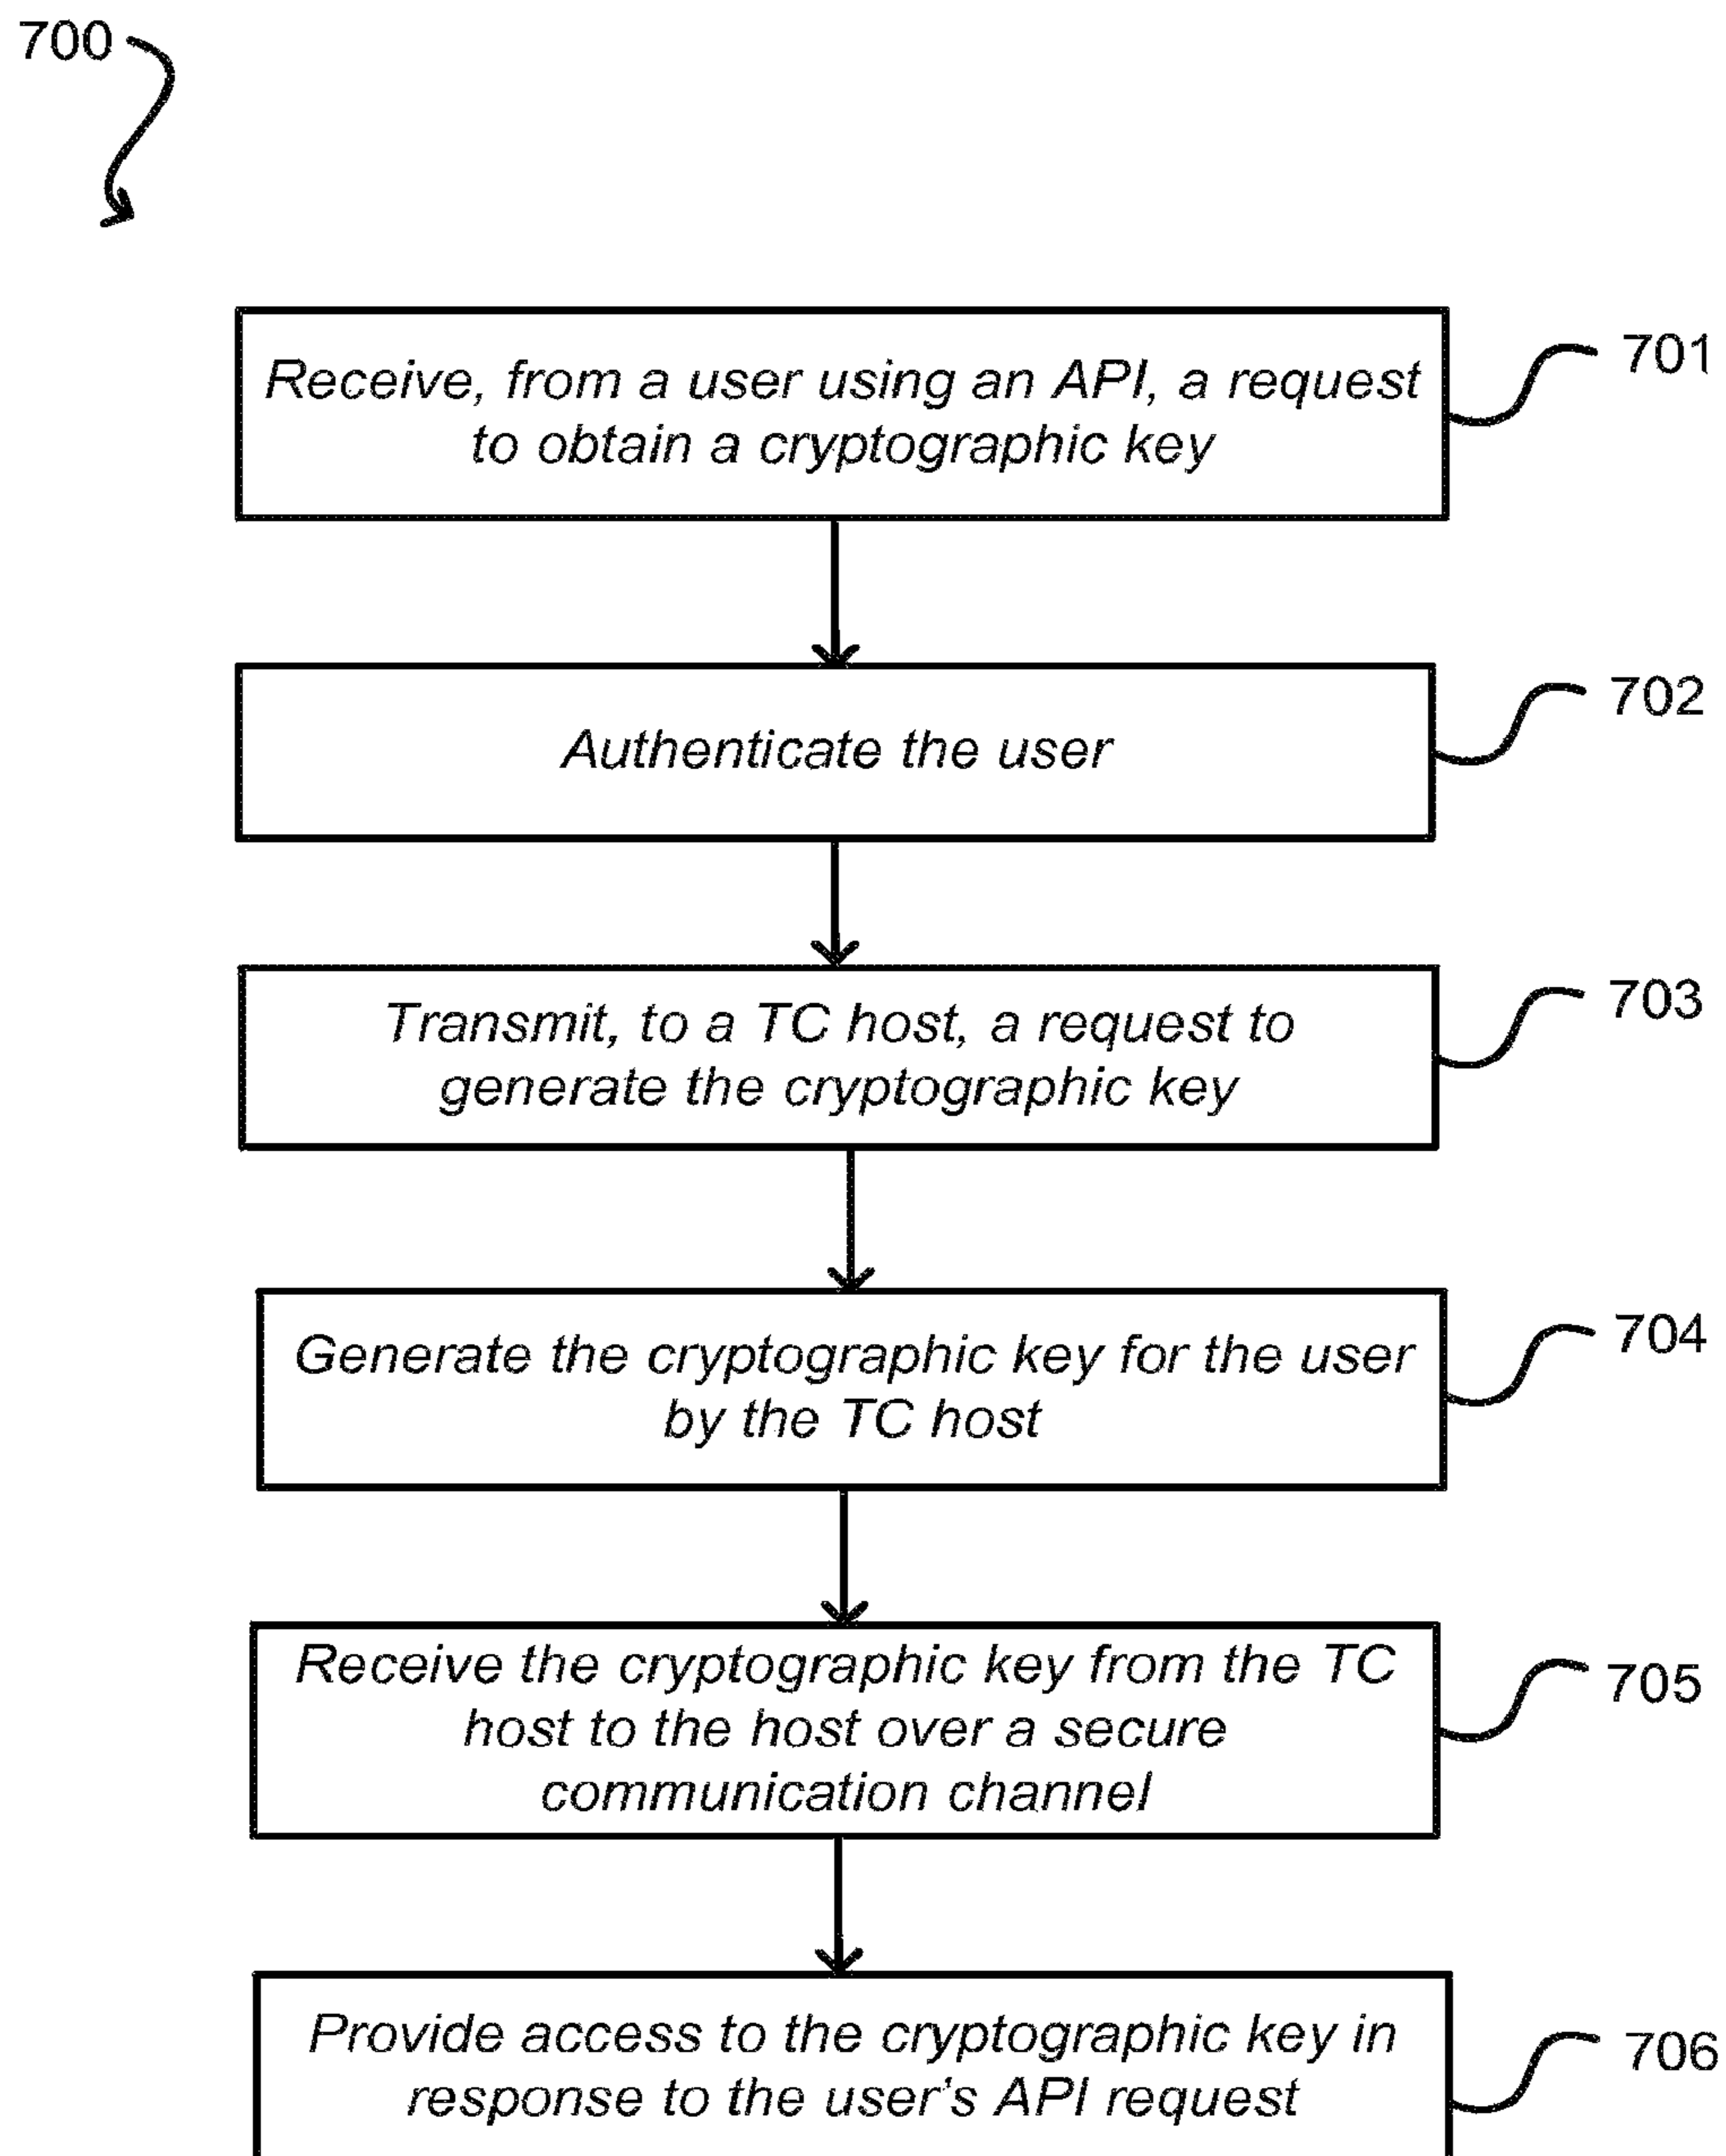 700
Receive, from a user using an API, a request
to obtain a cryptographic key
701
Authenticate the user
702
Transmit, to a TC host, a request to
generate the cryptographic key
703
Generate the cryptographic key for the user
by the TC host
704
Receive the cryptographic key from the TC
host to the host over a secure
communication channel
705
Provide access to the cryptographic key in
response to the user's API request
706